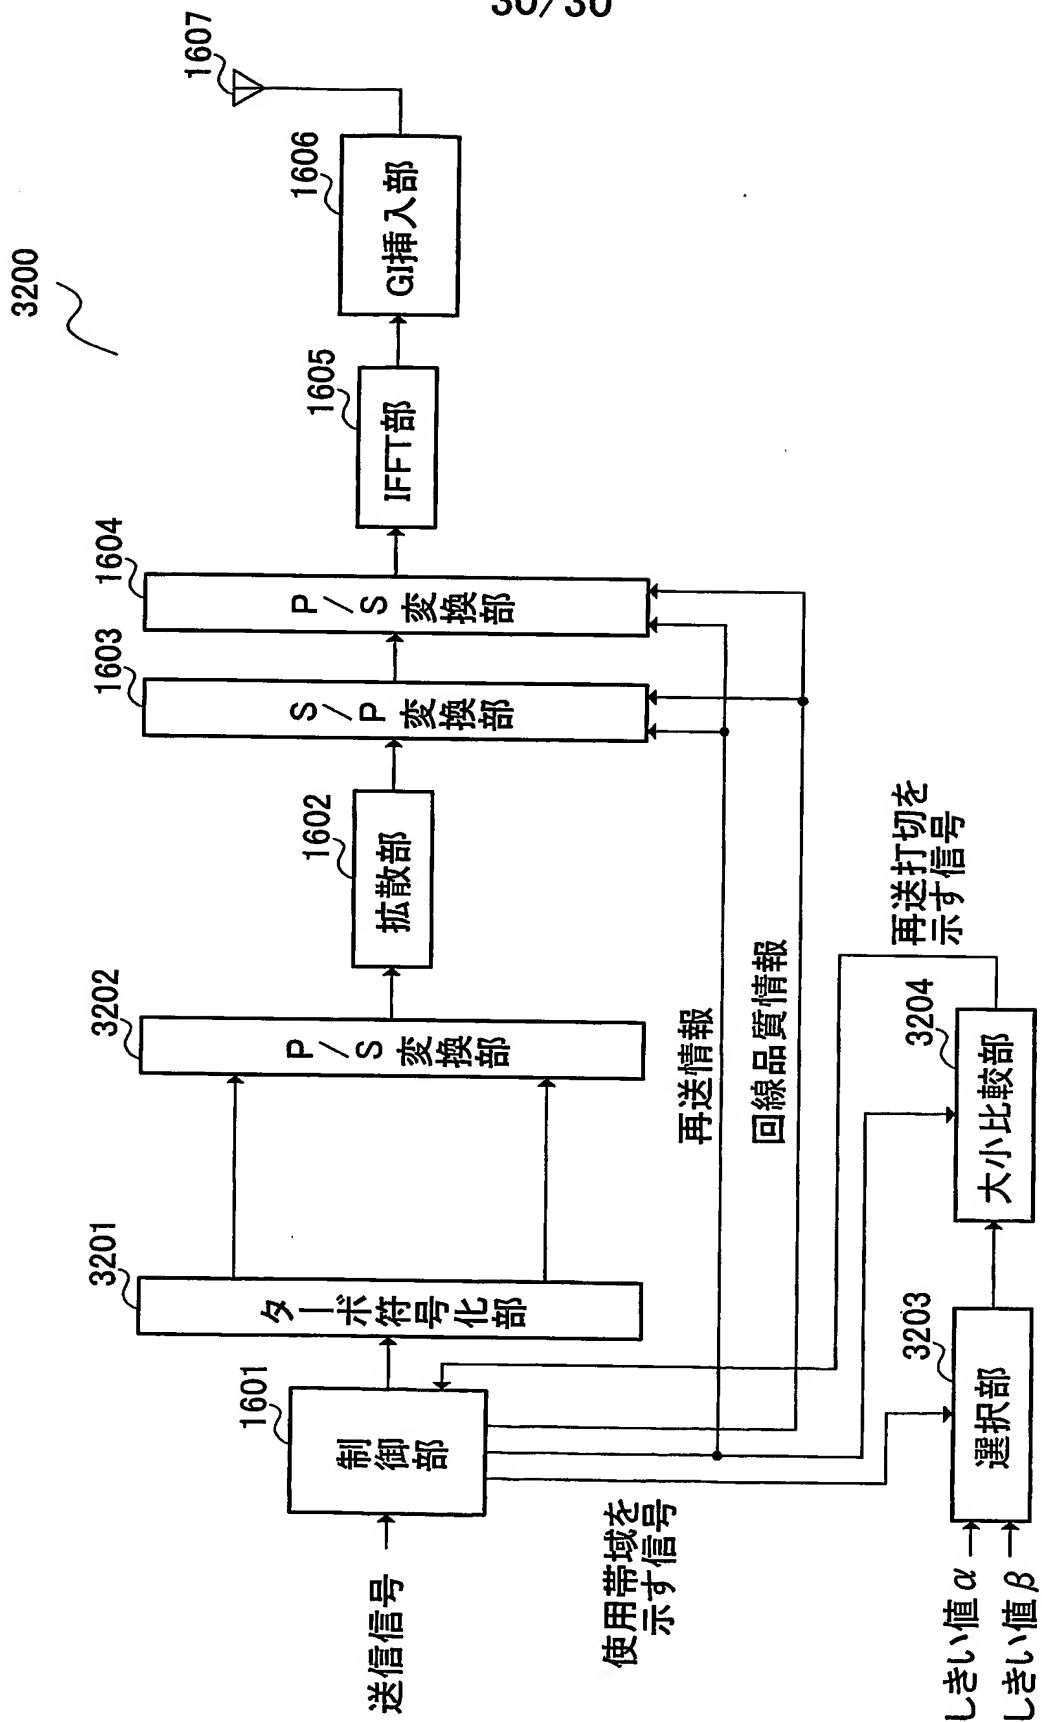 30/30
3200
1607
1606
GI挿入部
1605
IFFT部
1604
P/S変換部
1603
S/P変換部
1602
拡散部
3202
P/S変換部
3201
ターボ符号化部
1601
制御部
送信信号
再送情報
回線品質情報
再送打切を
示す信号
使用帯域を
示す信号
3204
大小比較部
3203
選択部
しきい値α
しきい値β